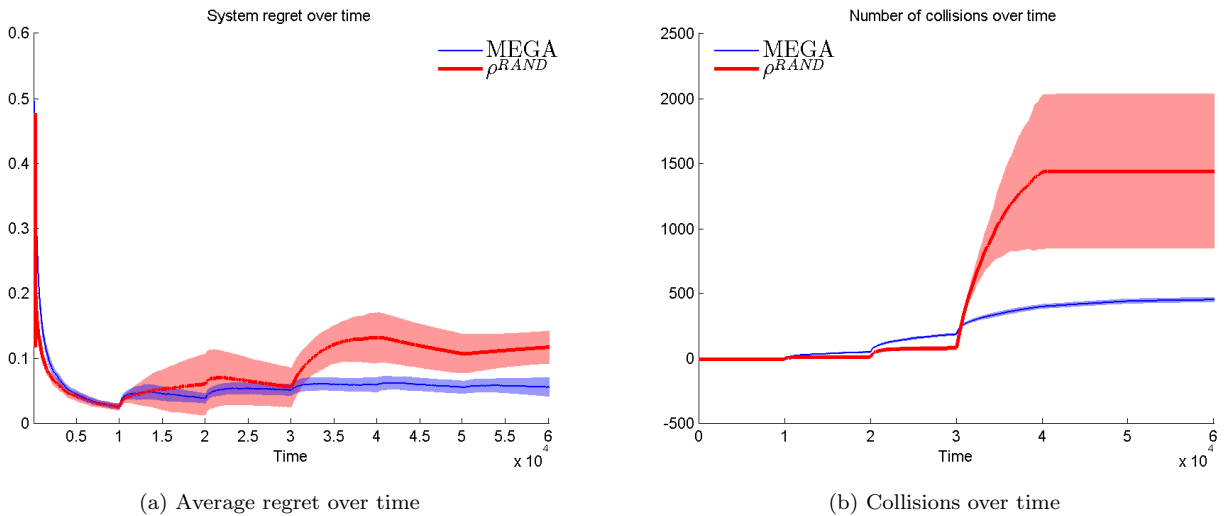 System regret over time
0.6
0.5
0.4
0.3
0.2
0.1
0
MEGA
ρ^RAND
0.5 1 1.5 2 2.5 3 3.5 4 4.5 5 5.5 6
Time
x 10^4
(a) Average regret over time
Number of collisions over time
2500
2000
1500
1000
500
0
-500
MEGA
ρ^RAND
0 1 2 3 4 5 6
Time
x 10^4
(b) Collisions over time